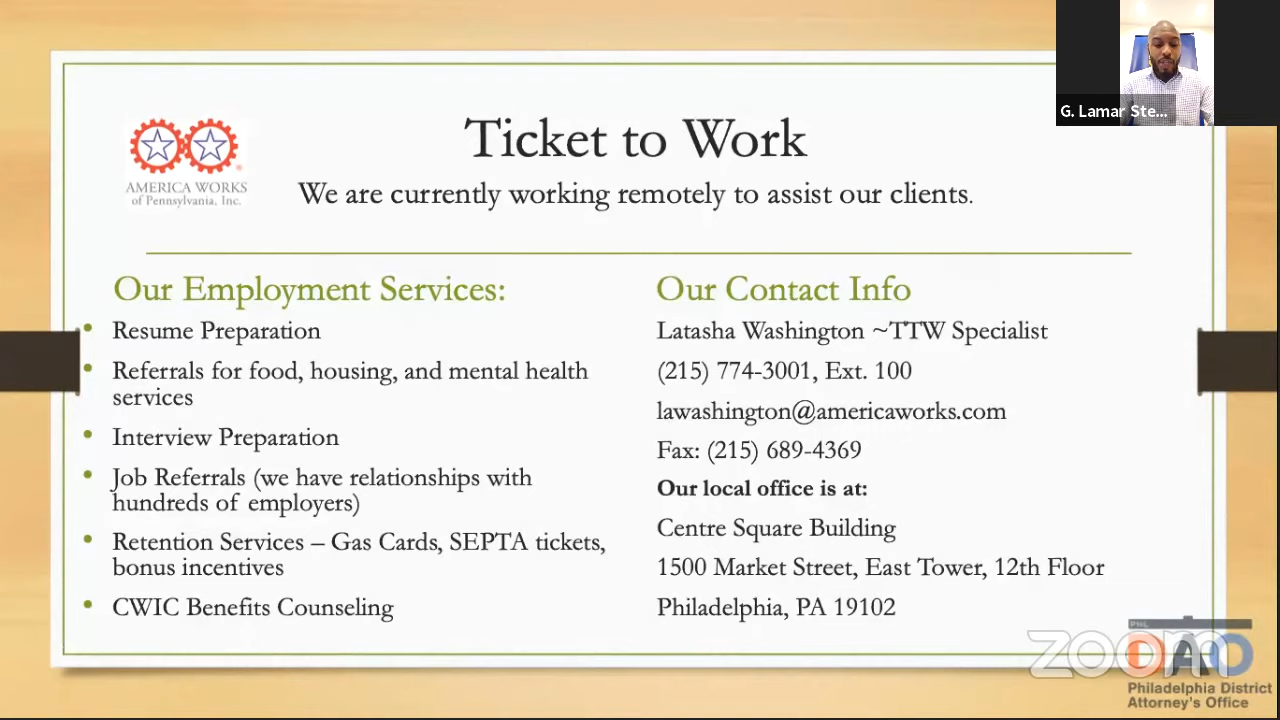 G. Lamar Ste...
Ticket to Work
AMERICA WORKS
of Pennsylvania, Inc.
We are currently working remotely to assist our clients.
Our Employment Services:
• Resume Preparation
• Referrals for food, housing, and mental health
services
• Interview Preparation
• Job Referrals (we have relationships with
hundreds of employers)
• Retention Services – Gas Cards, SEPTA tickets,
bonus incentives
• CWIC Benefits Counseling
Our Contact Info
Latasha Washington ~TTW Specialist
(215) 774-3001, Ext. 100
lawashington@americaworks.com
Fax: (215) 689-4369
Our local office is at:
Centre Square Building
1500 Market Street, East Tower, 12th Floor
Philadelphia, PA 19102
zoom
PHL
DAO
Philadelphia District
Attorney's Office